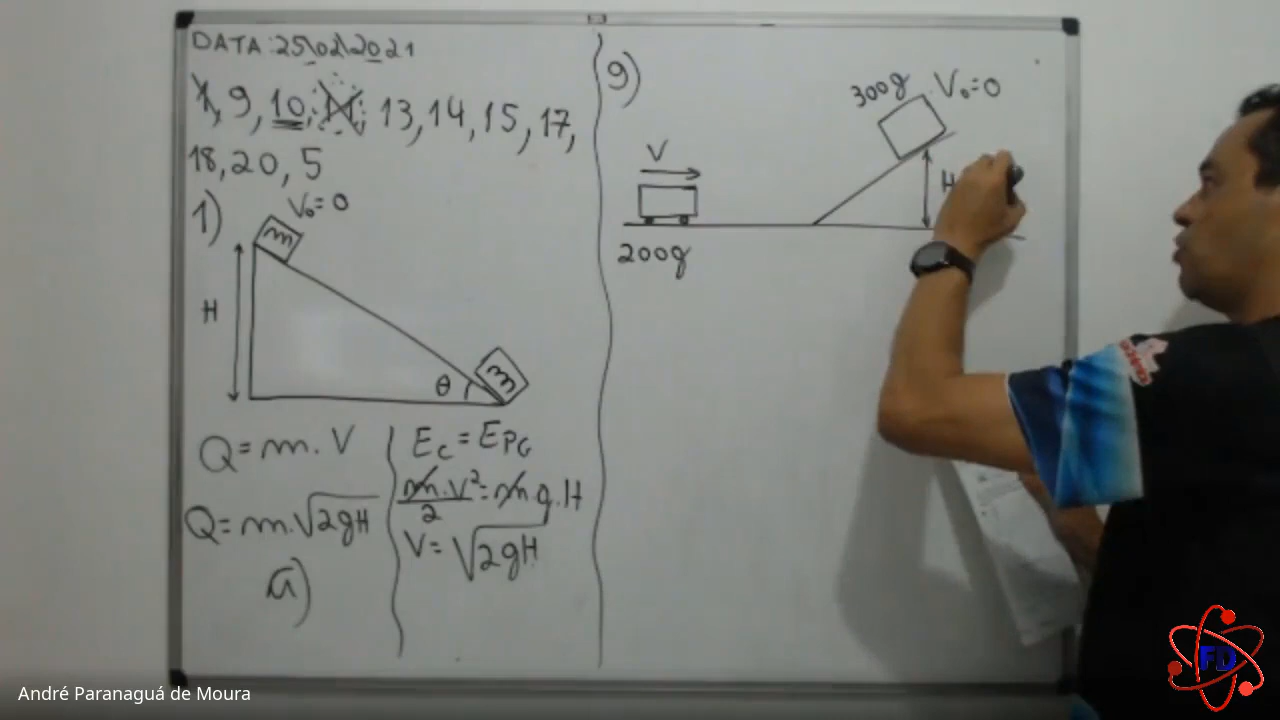 DATA: 25\02\2021
1, 9, 10, 11, 13, 14, 15, 17,
18, 20, 5
1)
V₀=0
m
H
θ
m
Q=m.V
Q=m.√2gH
a)
Ec=EPG
m.V²/2=m.g.H
V=√2gH
9)
300g V₀=0
V
H
200g
André Paranaguá de Moura
FD